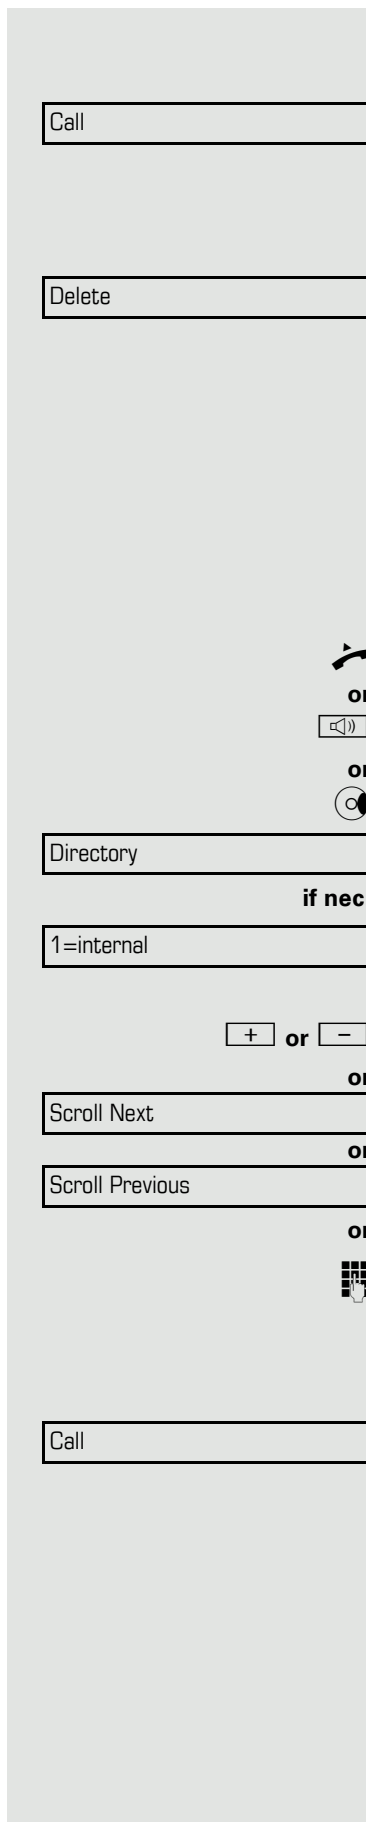 Call
Delete
or
or
Directory
if nec
1=internal
+ or −
or
Scroll Next
or
Scroll Previous
or
Call